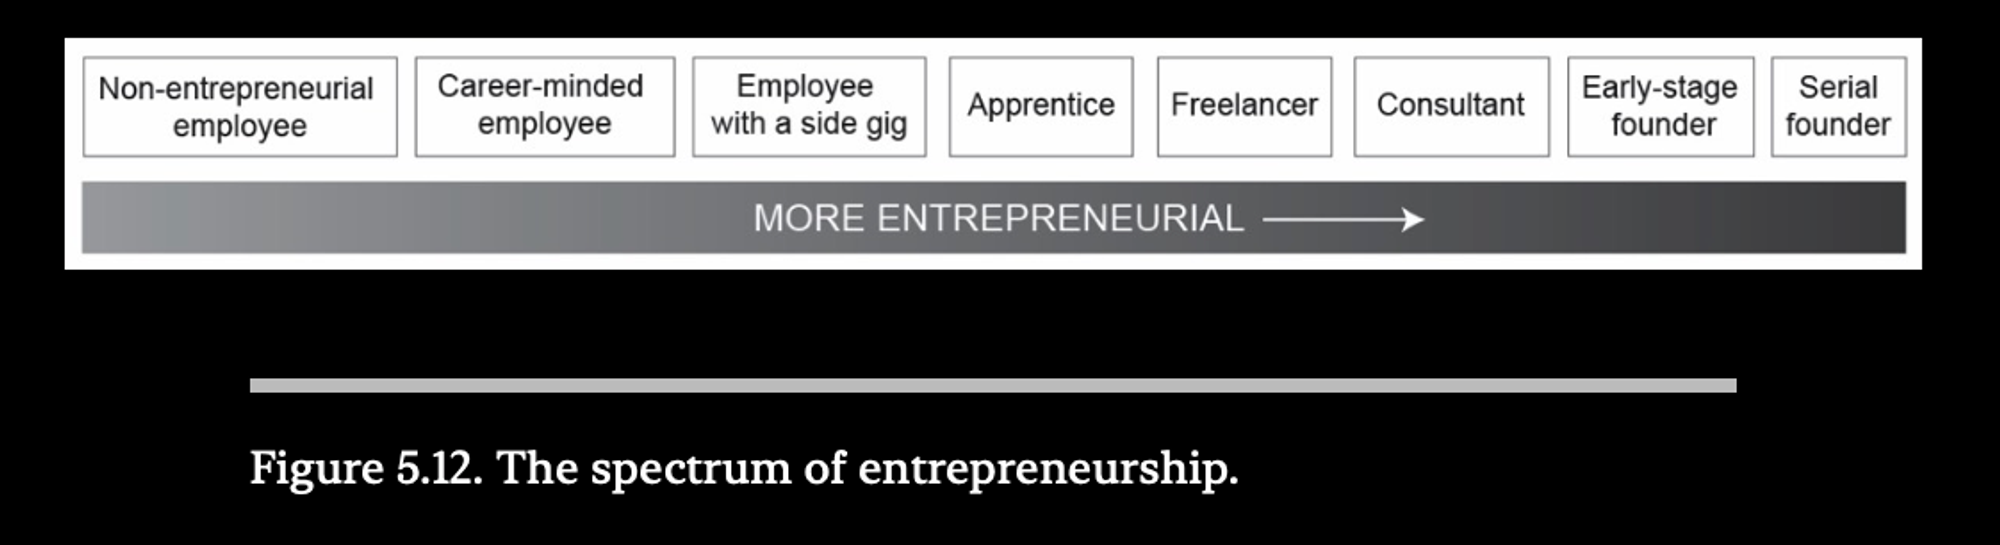 Non-entrepreneurial
employee
Career-minded
employee
Employee
with a side gig
Apprentice
Freelancer
Consultant
Early-stage
founder
Serial
founder
MORE ENTREPRENEURIAL
Figure 5.12. The spectrum of entrepreneurship.